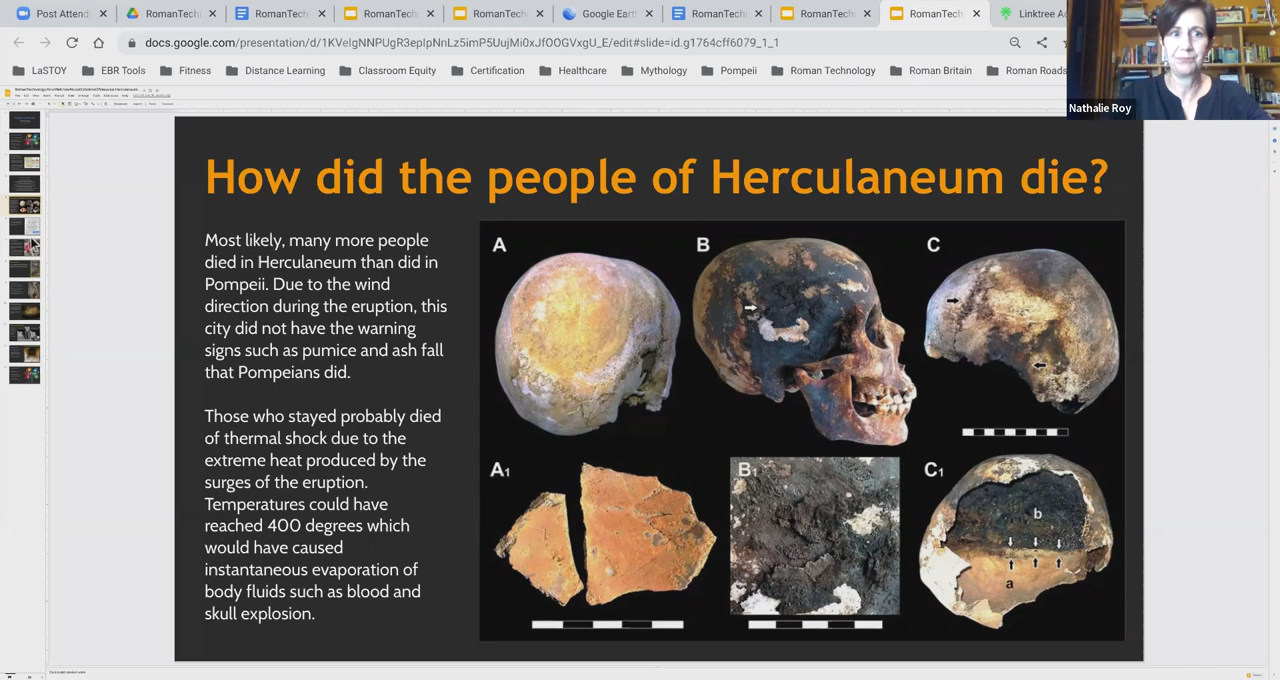 Post Attend
RomanTech
RomanTech
RomanTech
RomanTech
Google Eart
RomanTech
RomanTech
RomanTech
Linktree Ad
docs.google.com/presentation/d/1KVelgNNPUgR3epIpNnLz5imP5UujMi0xJfOOGVxgU_E/edit#slide=id.g1764cff6079_1_1
LaSTOY
EBR Tools
Fitness
Distance Learning
Classroom Equity
Certification
Healthcare
Mythology
Pompeii
Roman Technology
Roman Britain
Roman Roads
Nathalie Roy
How did the people of Herculaneum die?
Most likely, many more people
died in Herculaneum than did in
Pompeii. Due to the wind
direction during the eruption, this
city did not have the warning
signs such as pumice and ash fall
that Pompeians did.
Those who stayed probably died
of thermal shock due to the
extreme heat produced by the
surges of the eruption.
Temperatures could have
reached 400 degrees which
would have caused
instantaneous evaporation of
body fluids such as blood and
skull explosion.
A
B
C
A1
B1
C1
b
a